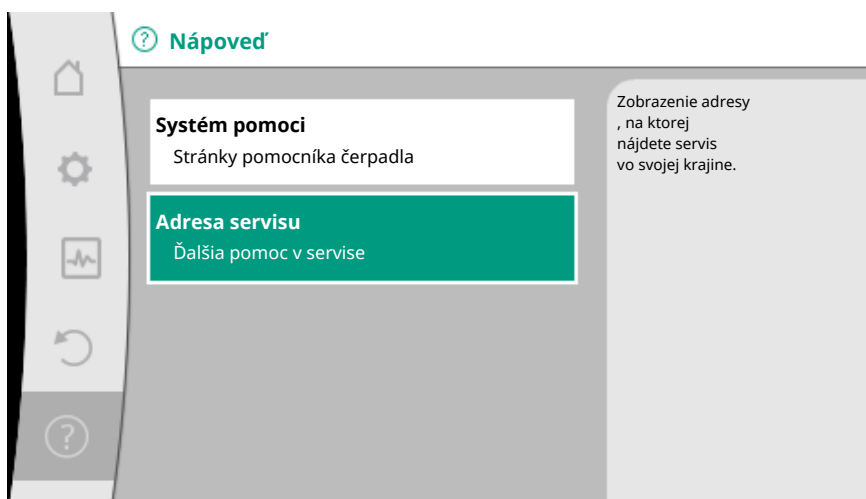 Nápoveď
Systém pomoci
Stránky pomocníka čerpadla
Adresa servisu
Ďalšia pomoc v servise
Zobrazenie adresy
, na ktorej
nájdete servis
vo svojej krajine.